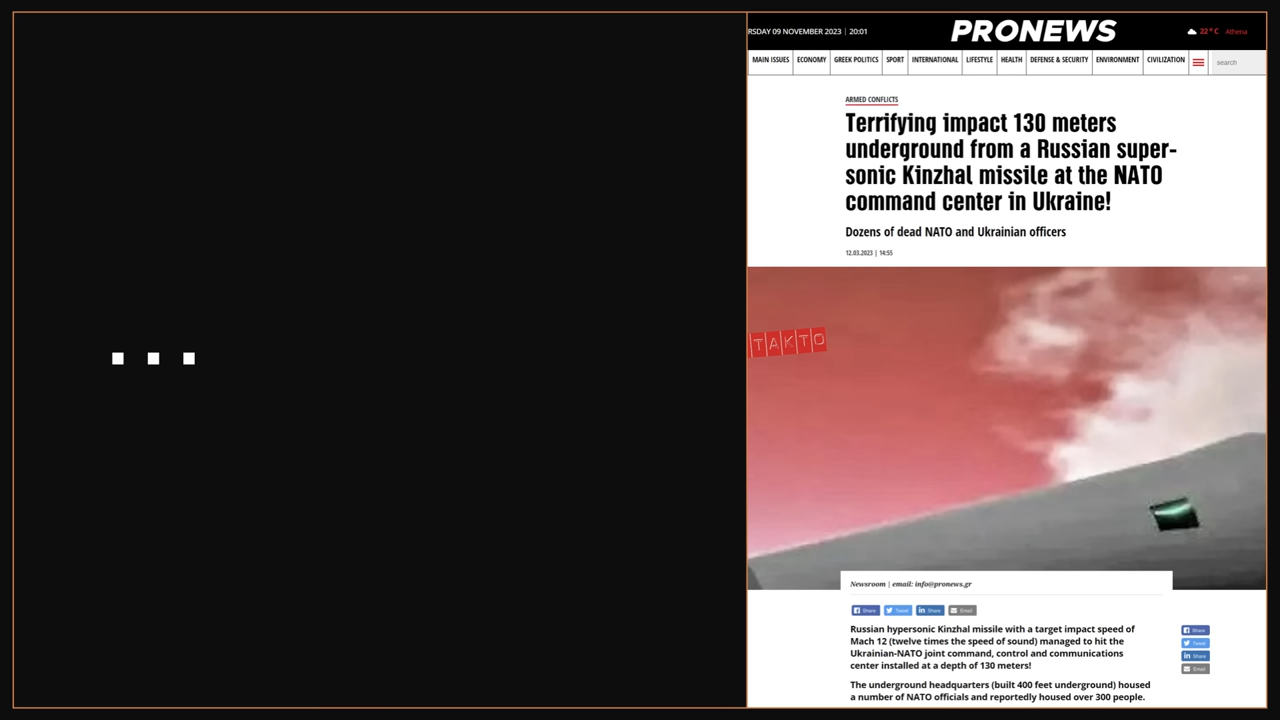 RSDAY 09 NOVEMBER 2023 | 20:01
PRONEWS
22°C Athena
MAIN ISSUES ECONOMY GREEK POLITICS SPORT INTERNATIONAL LIFESTYLE HEALTH DEFENSE & SECURITY ENVIRONMENT CIVILIZATION search
ARMED CONFLICTS
Terrifying impact 130 meters
underground from a Russian super-
sonic Kinzhal missile at the NATO
command center in Ukraine!
Dozens of dead NATO and Ukrainian officers
12.03.2023 | 14:55
TAKTO
Newsroom | email: info@pronews.gr
Share Tweet Share Email
Russian hypersonic Kinzhal missile with a target impact speed of
Mach 12 (twelve times the speed of sound) managed to hit the
Ukrainian-NATO joint command, control and communications
center installed at a depth of 130 meters!
The underground headquarters (built 400 feet underground) housed
a number of NATO officials and reportedly housed over 300 people.
Share
Tweet
Share
Email